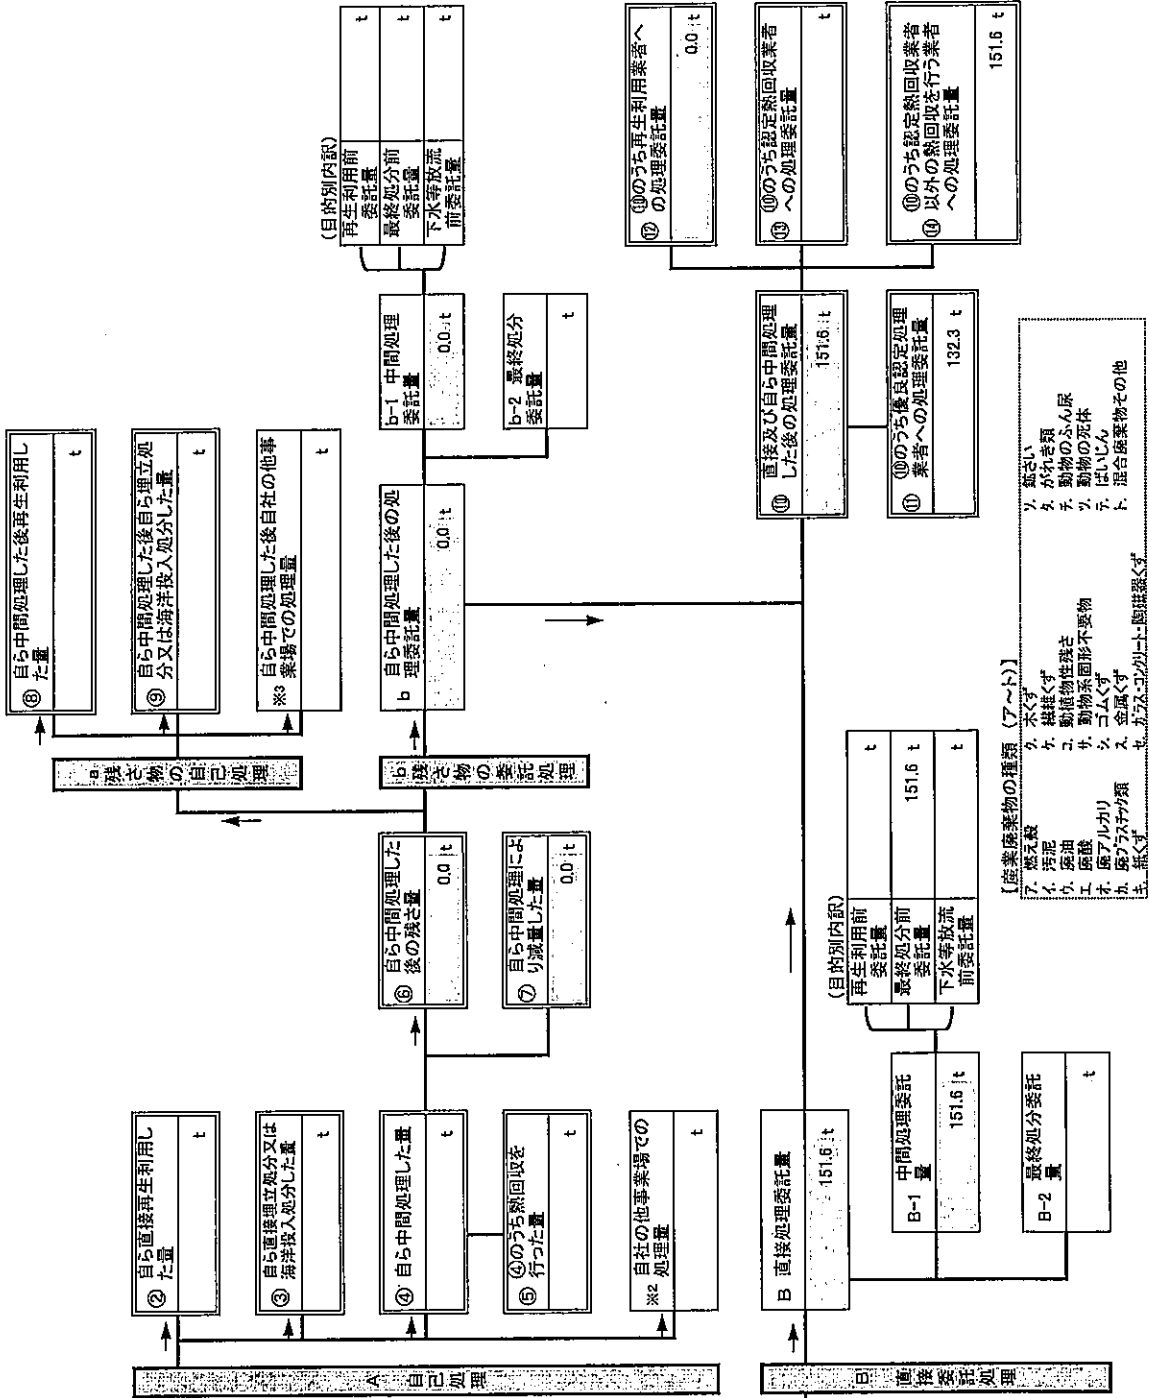 A 自己処理
② 自ら直接再生利用し
た量
t
③ 自ら直接埋立処分又は
海洋投入処分した量
t
④ 自ら中間処理した量
t
⑤ ④のうち熱回収を
行った量
t
※2 自社の他事業場での
処理量
t
⑥ 自ら中間処理した
後の残さ量
0.0 t
⑦ 自ら中間処理によ
り減量した量
0.0 t
a 残さ物の自己処理
⑧ 自ら中間処理した後再生利用し
た量
t
⑨ 自ら中間処理した後自ら埋立処
分又は海洋投入処分した量
t
※3 自ら中間処理した後自社の他事
業場での処理量
t
b 残さ物の委託処理
b 自ら中間処理した後の処
理委託量
0.0 t
b-1 中間処理
委託量
0.0 t
b-2 最終処分
委託量
t
(目的別内訳)
再生利用前
委託量
t
最終処分前
委託量
t
下水等放流
前委託量
t
B 直接委託処理
B 直接処理委託量
151.6 t
B-1 中間処理委託
量
151.6 t
B-2 最終処分委託
量
t
(目的別内訳)
再生利用前
委託量
t
最終処分前
委託量
151.6 t
下水等放流
前委託量
t
⑩ 直接及び自ら中間処理
した後の処理委託量
151.6 t
⑪ ⑩のうち優良認定処理
業者への処理委託量
132.3 t
⑫ ⑩のうち再生利用業者へ
の処理委託量
0.0 t
⑬ ⑩のうち認定熱回収業者
への処理委託量
t
⑭ ⑩のうち認定熱回収業者
以外の熱回収を行う業者
への処理委託量
151.6 t
【産業廃棄物の種類 (ア～ト)】
ア. 燃え殻
イ. 汚泥
ウ. 廃油
エ. 廃酸
オ. 廃アルカリ
カ. 廃プラスチック類
キ. 紙くず
ク. 木くず
ケ. 繊維くず
コ. 動植物性残さ
サ. 動物系固形不要物
シ. ゴムくず
ス. 金属くず
セ. ガラス・コンクリート・陶磁器くず
ソ. 鉱さい
タ. がれき類
チ. 動物のふん尿
ツ. 動物の死体
テ. ばいじん
ト. 混合廃棄物その他